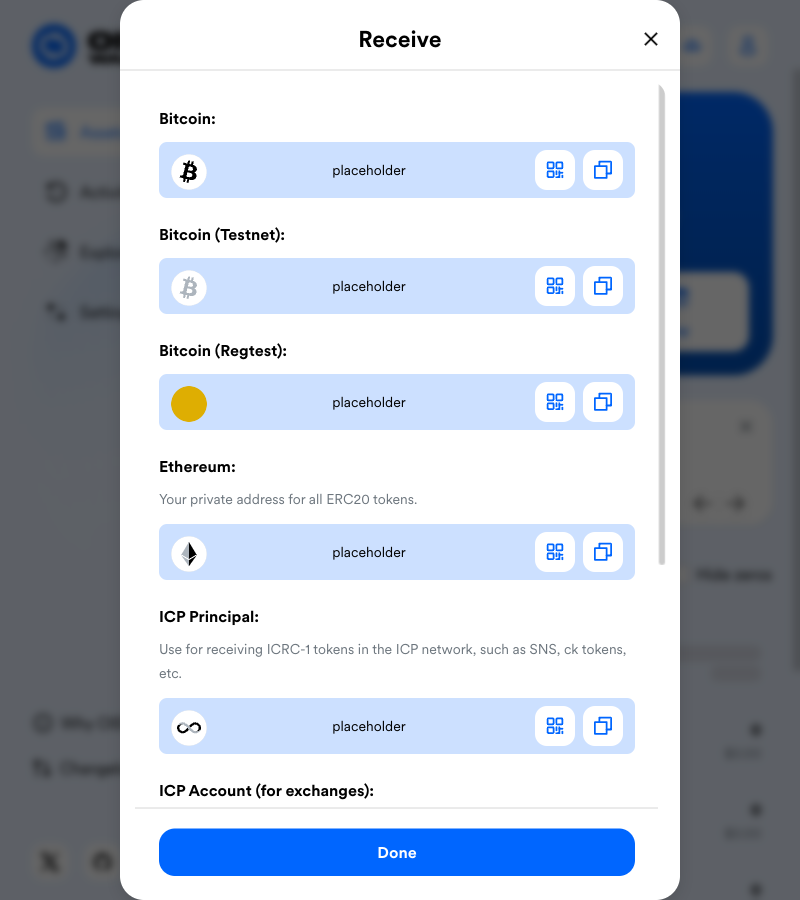 Receive
Bitcoin:
placeholder
Bitcoin (Testnet):
placeholder
Bitcoin (Regtest):
placeholder
Ethereum:
Your private address for all ERC20 tokens.
placeholder
ICP Principal:
Use for receiving ICRC-1 tokens in the ICP network, such as SNS, ck tokens,
etc.
placeholder
ICP Account (for exchanges):
Done